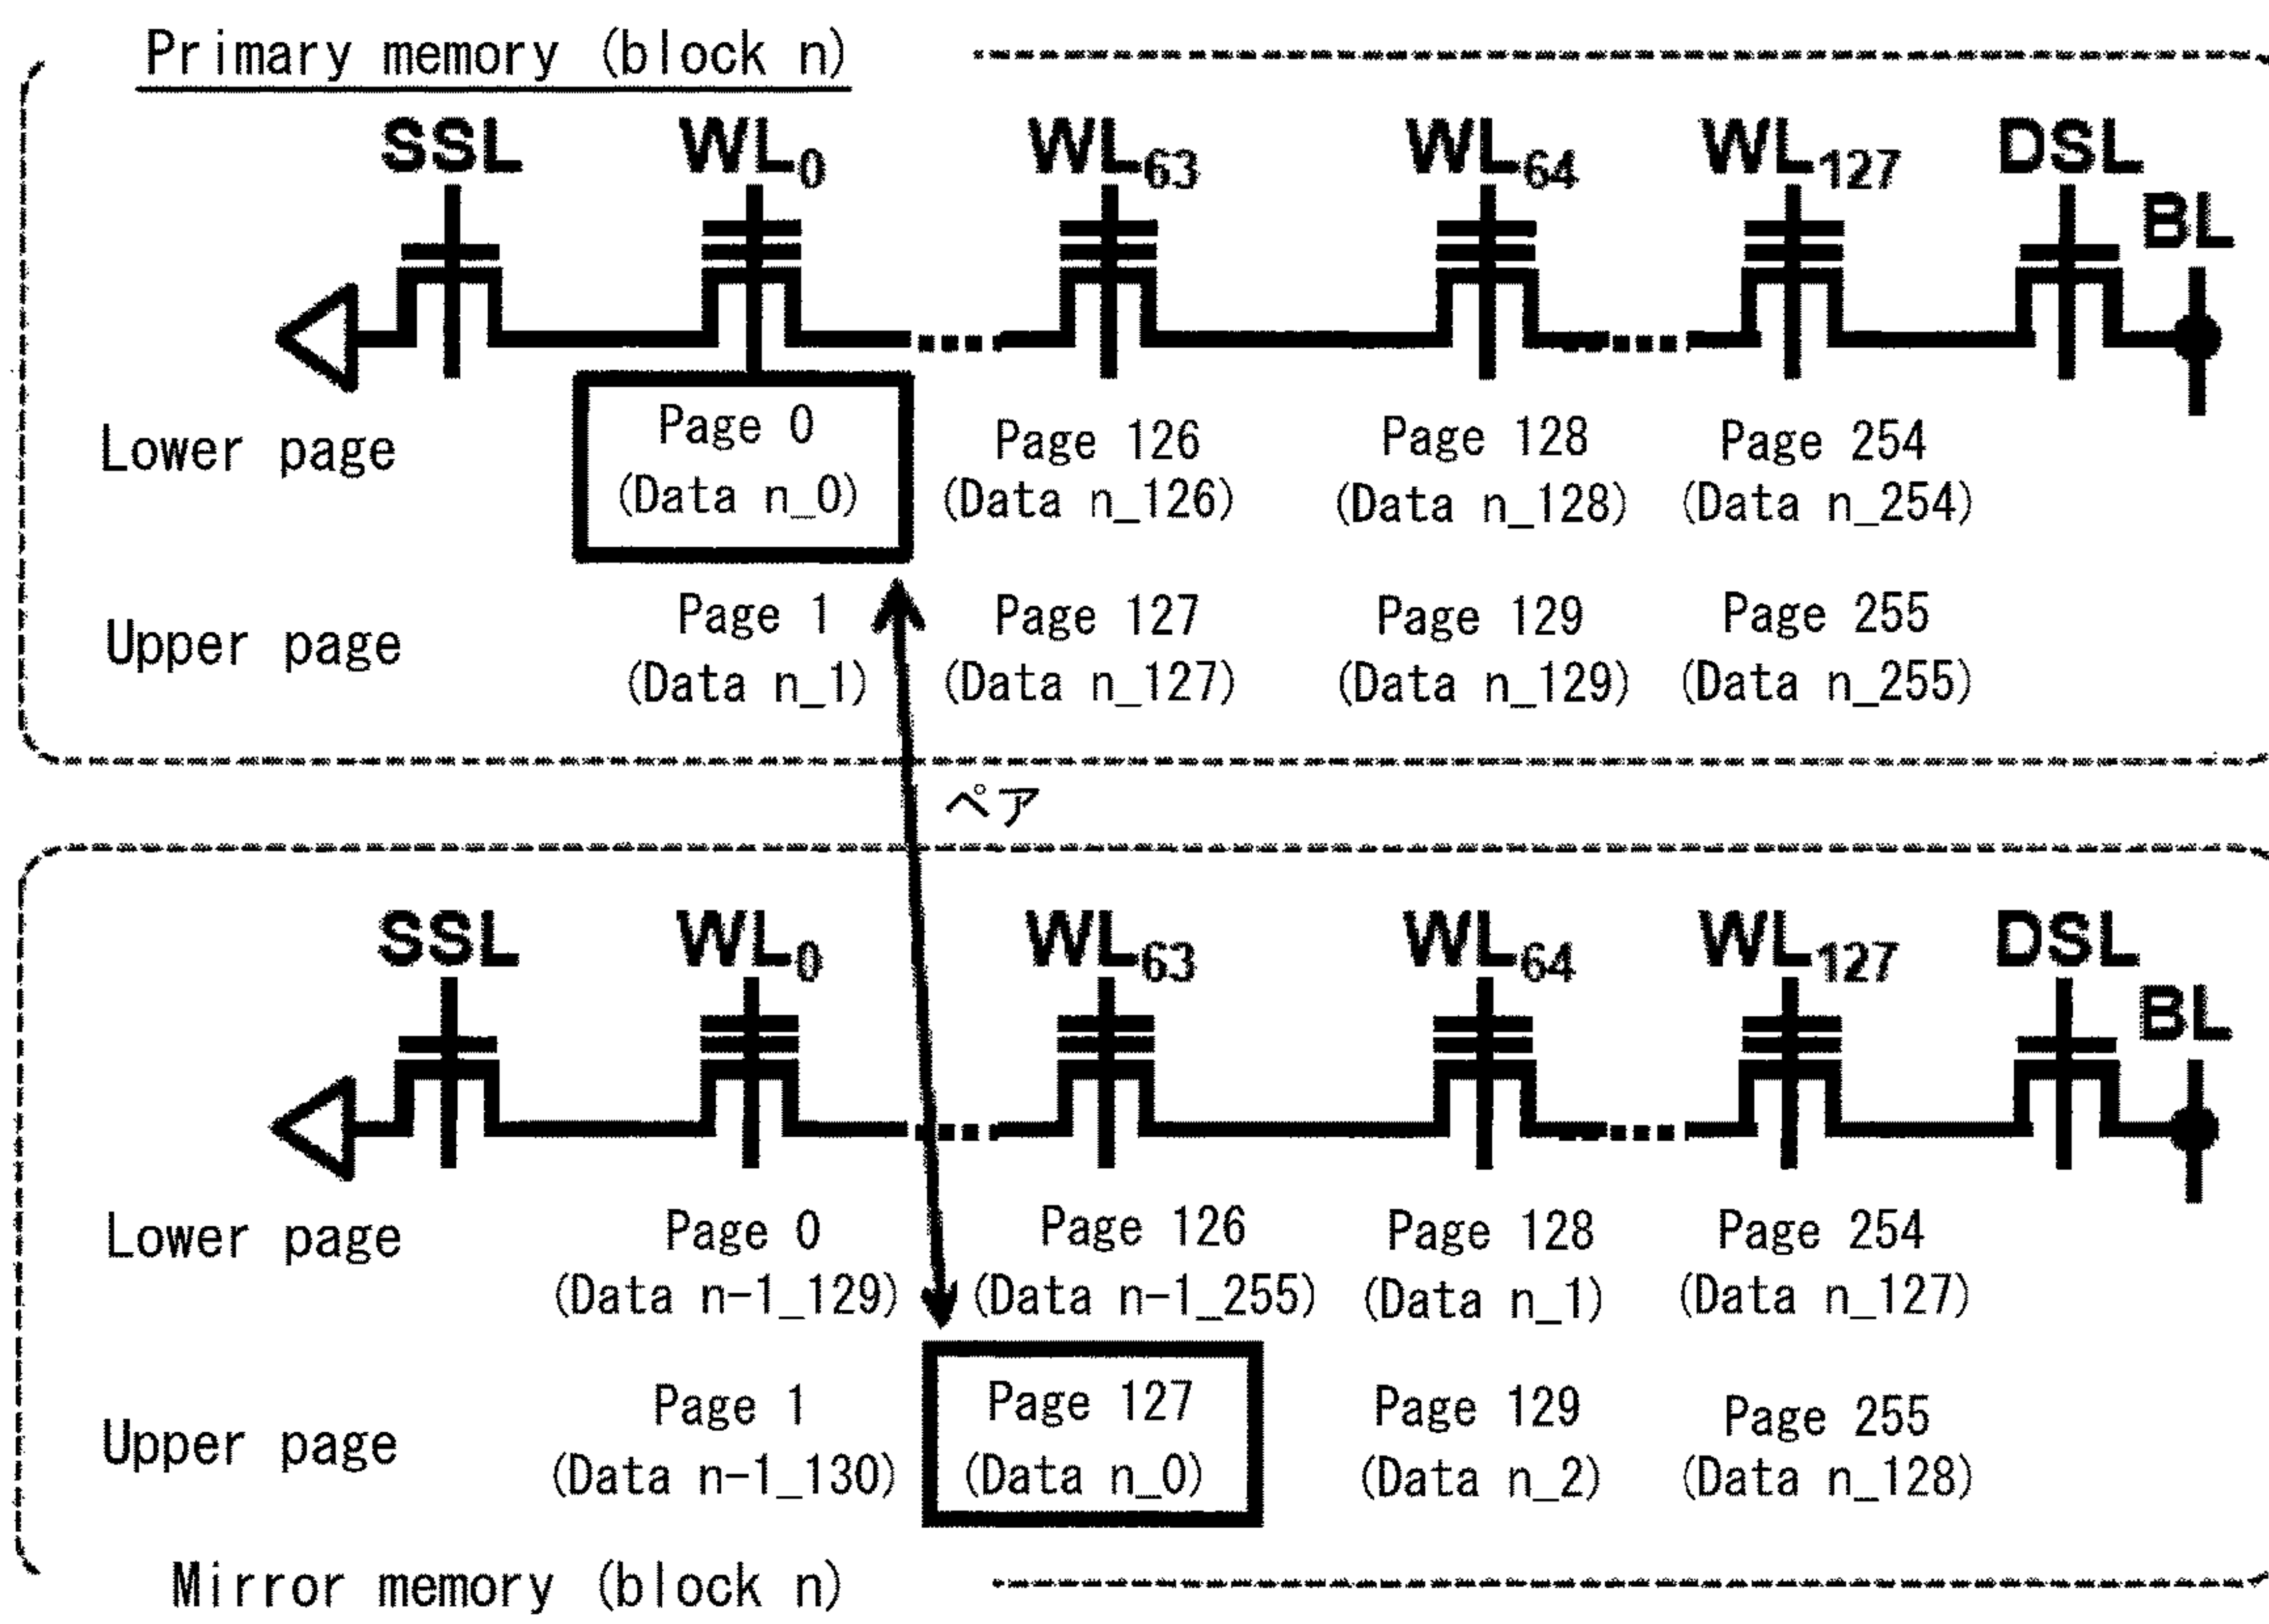 Primary memory (block n)
SSL WL0 WL63 WL64 WL127 DSL
BL
Lower page
Page 0 Page 126 Page 128 Page 254
(Data n_0) (Data n_126) (Data n_128) (Data n_254)
Upper page
Page 1 Page 127 Page 129 Page 255
(Data n_1) (Data n_127) (Data n_129) (Data n_255)
ペア
SSL WL0 WL63 WL64 WL127 DSL
BL
Lower page
Page 0 Page 126 Page 128 Page 254
(Data n-1_129) (Data n-1_255) (Data n_1) (Data n_127)
Upper page
Page 1 Page 127 Page 129 Page 255
(Data n-1_130) (Data n_0) (Data n_2) (Data n_128)
Mirror memory (block n)